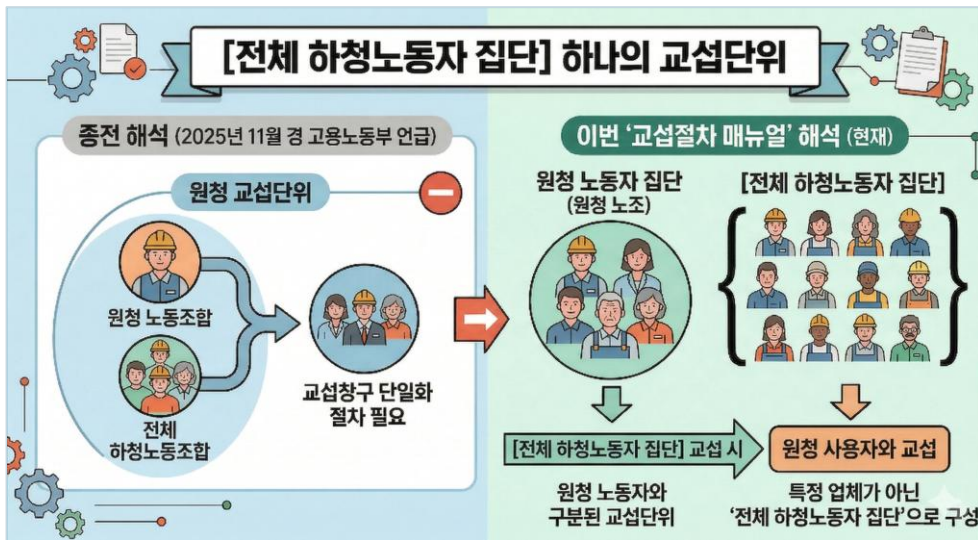 [전체 하청노동자 집단] 하나의 교섭단위
종전 해석 (2025년 11월 경 고용노동부 언급)
원청 교섭단위
원청 노동조합
전체
하청노동조합
교섭창구 단일화
절차 필요
이번 '교섭절차 매뉴얼' 해석 (현재)
원청 노동자 집단
(원청 노조)
[전체 하청노동자 집단]
[전체 하청노동자 집단] 교섭 시
원청 사용자와 교섭
원청 노동자와
구분된 교섭단위
특정 업체가 아닌
'전체 하청노동자 집단'으로 구성